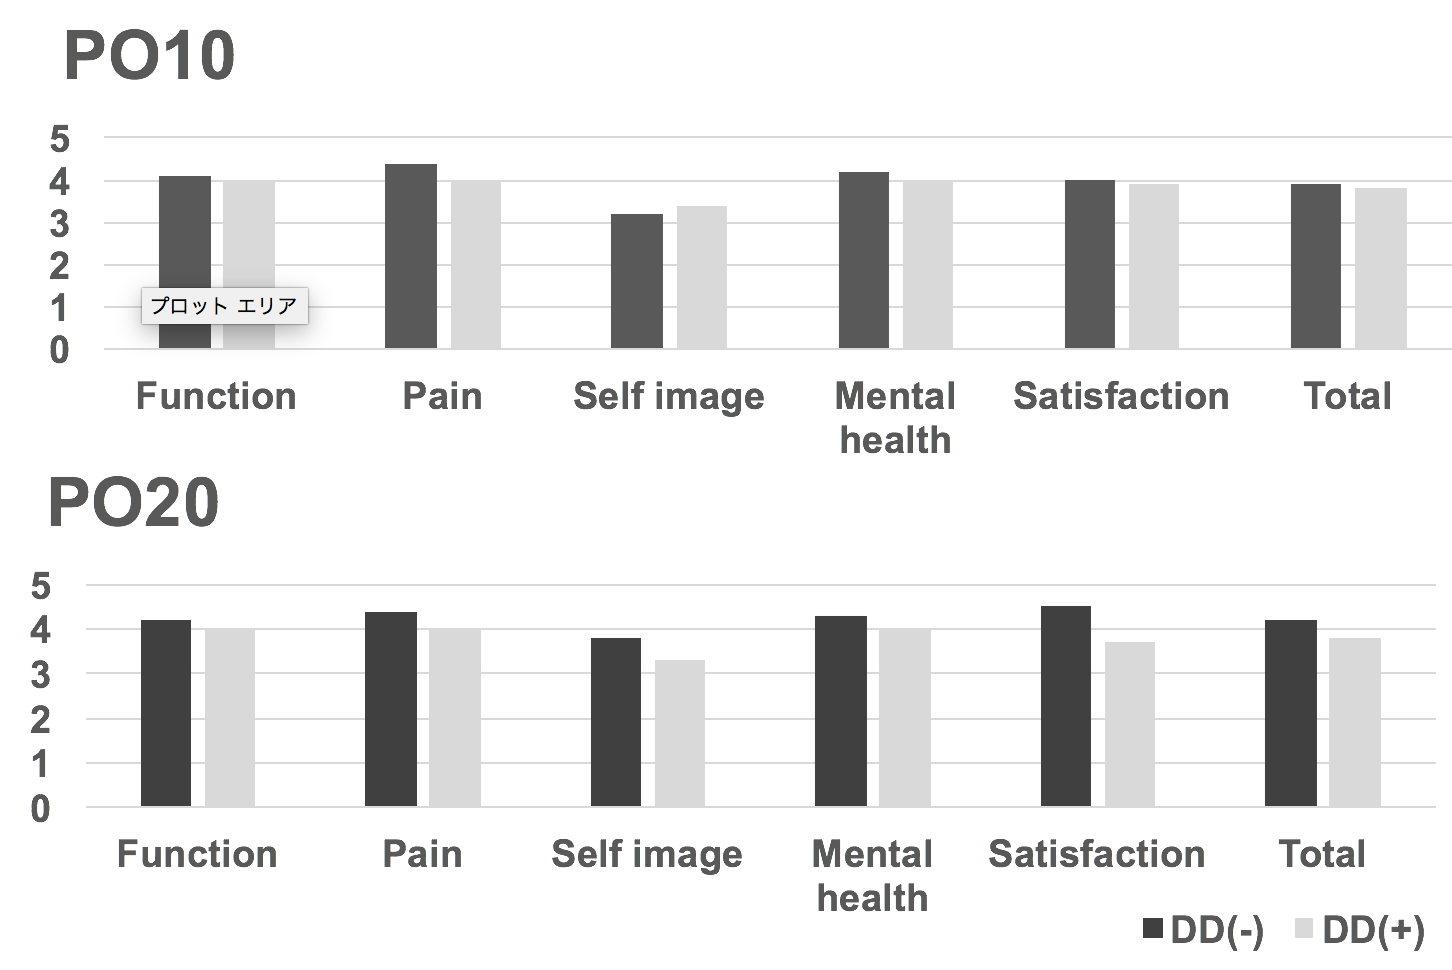 PO10
5
4
3
2
1
0
プロット エリア
Function Pain Self image Mental health Satisfaction Total
PO20
5
4
3
2
1
0
Function Pain Self image Mental health Satisfaction Total
DD(-) DD(+)